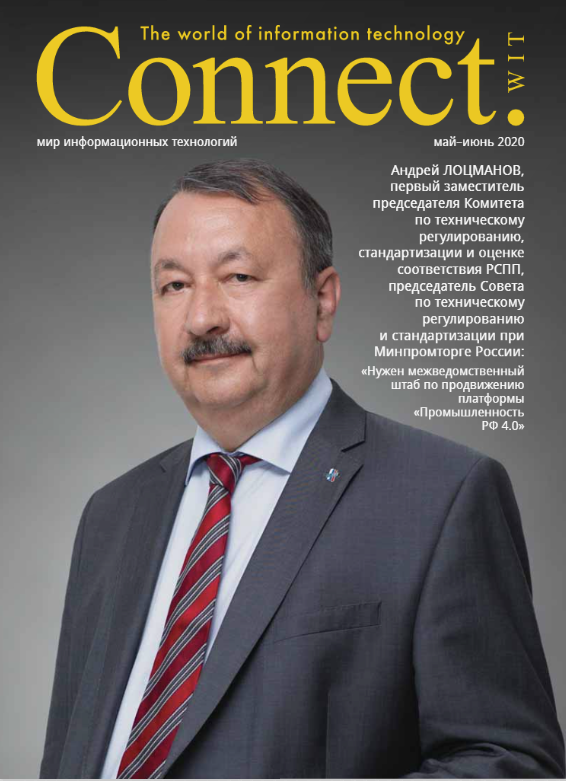 The world of information technology
Connect.
WIT
мир информационных технологий
май–июнь 2020
Андрей ЛОЦМАНОВ,
первый заместитель
председателя Комитета
по техническому
регулированию,
стандартизации и оценке
соответствия РСПП,
председатель Совета
по техническому
регулированию
и стандартизации при
Минпромторге России:
«Нужен межведомственный
штаб по продвижению
платформы
«Промышленность
РФ 4.0»